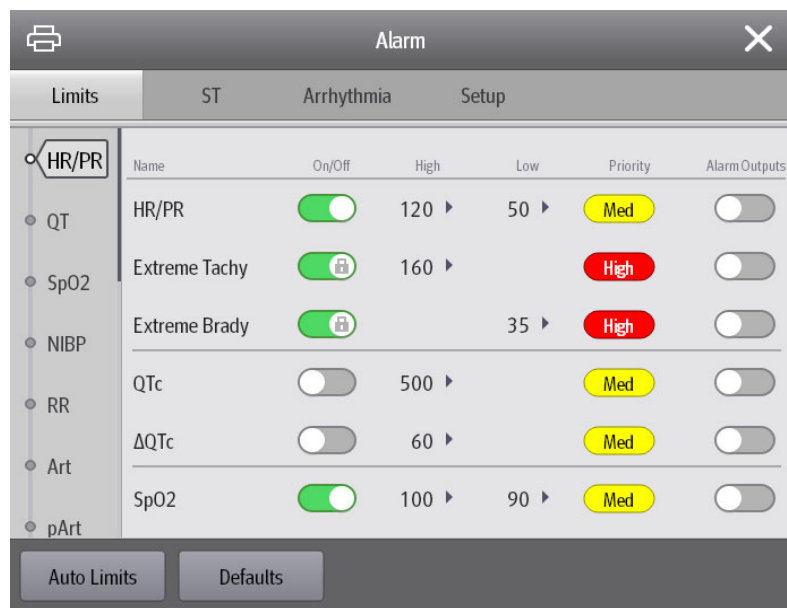 Alarm
Limits ST Arrhythmia Setup
HR/PR
QT
SpO2
NIBP
RR
Art
pArt
Name On/Off High Low Priority Alarm Outputs
HR/PR 120 50 Med
Extreme Tachy 160 High
Extreme Brady 35 High
QTc 500 Med
ΔQTc 60 Med
SpO2 100 90 Med
Auto Limits Defaults